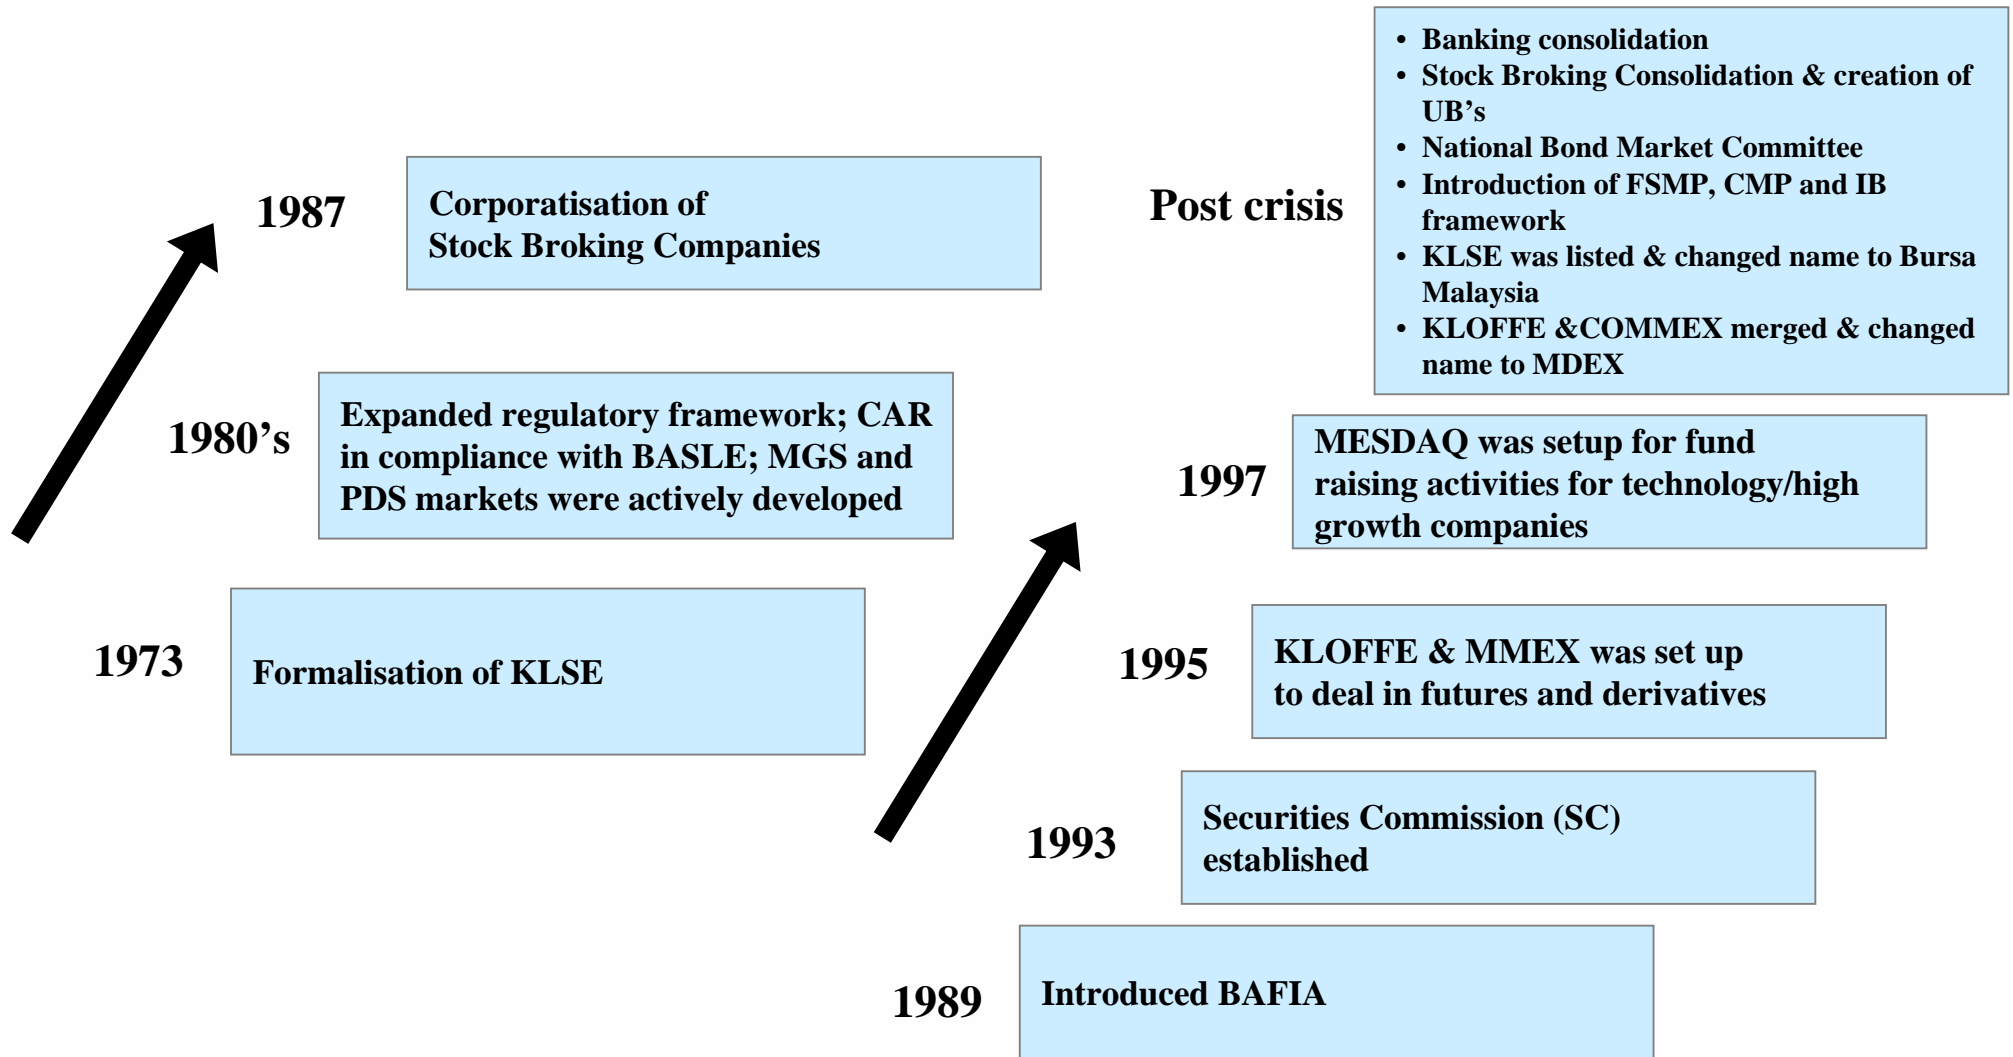 1987
Corporatisation of
Stock Broking Companies
1980’s
Expanded regulatory framework; CAR
in compliance with BASLE; MGS and
PDS markets were actively developed
1973
Formalisation of KLSE
Post crisis
• Banking consolidation
• Stock Broking Consolidation & creation of
UB’s
• National Bond Market Committee
• Introduction of FSMP, CMP and IB
framework
• KLSE was listed & changed name to Bursa
Malaysia
• KLOFFE &COMMEX merged & changed
name to MDEX
1997
MESDAQ was setup for fund
raising activities for technology/high
growth companies
1995
KLOFFE & MMEX was set up
to deal in futures and derivatives
1993
Securities Commission (SC)
established
1989
Introduced BAFIA